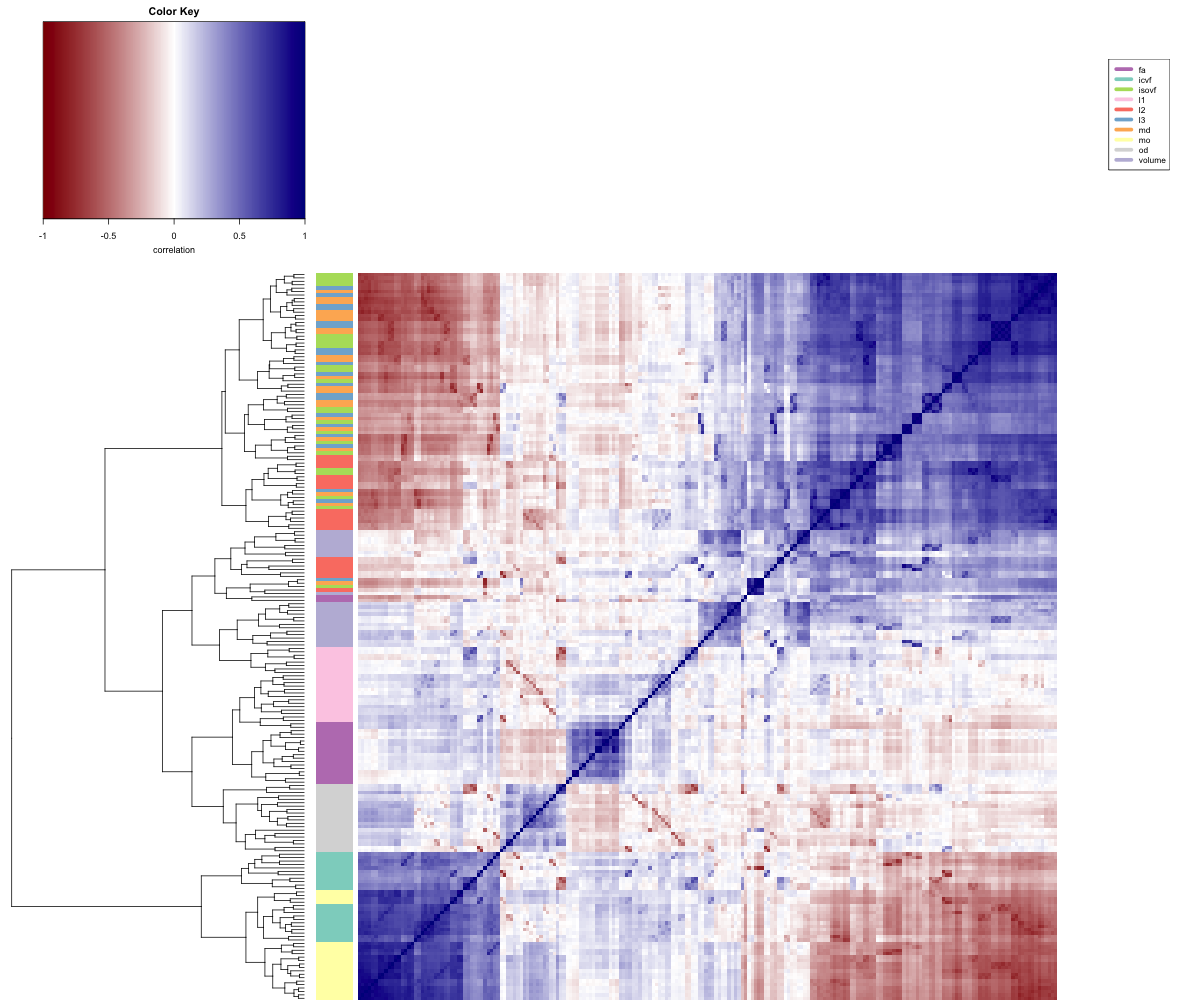 Color Key
-1 -0.5 0 0.5 1
correlation
fa
icvf
isovf
l1
l2
l3
md
mo
od
volume